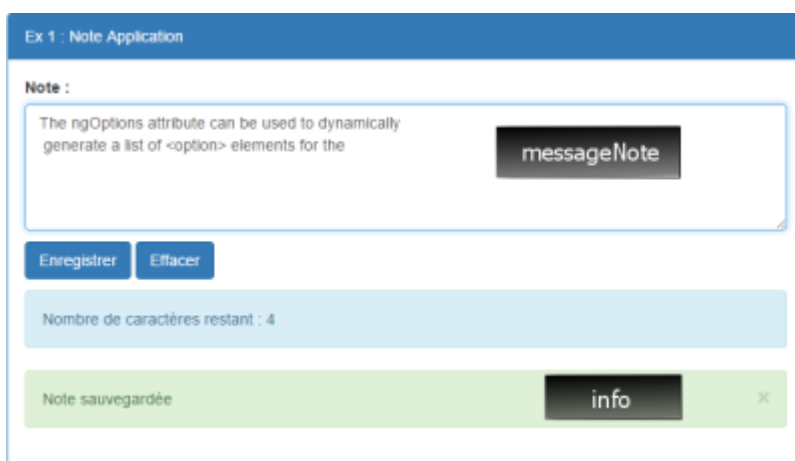 Ex 1 : Note Application
Note :
The ngOptions attribute can be used to dynamically
generate a list of <option> elements for the
messageNote
Enregistrer Effacer
Nombre de caractères restant : 4
Note sauvegardée
info ×